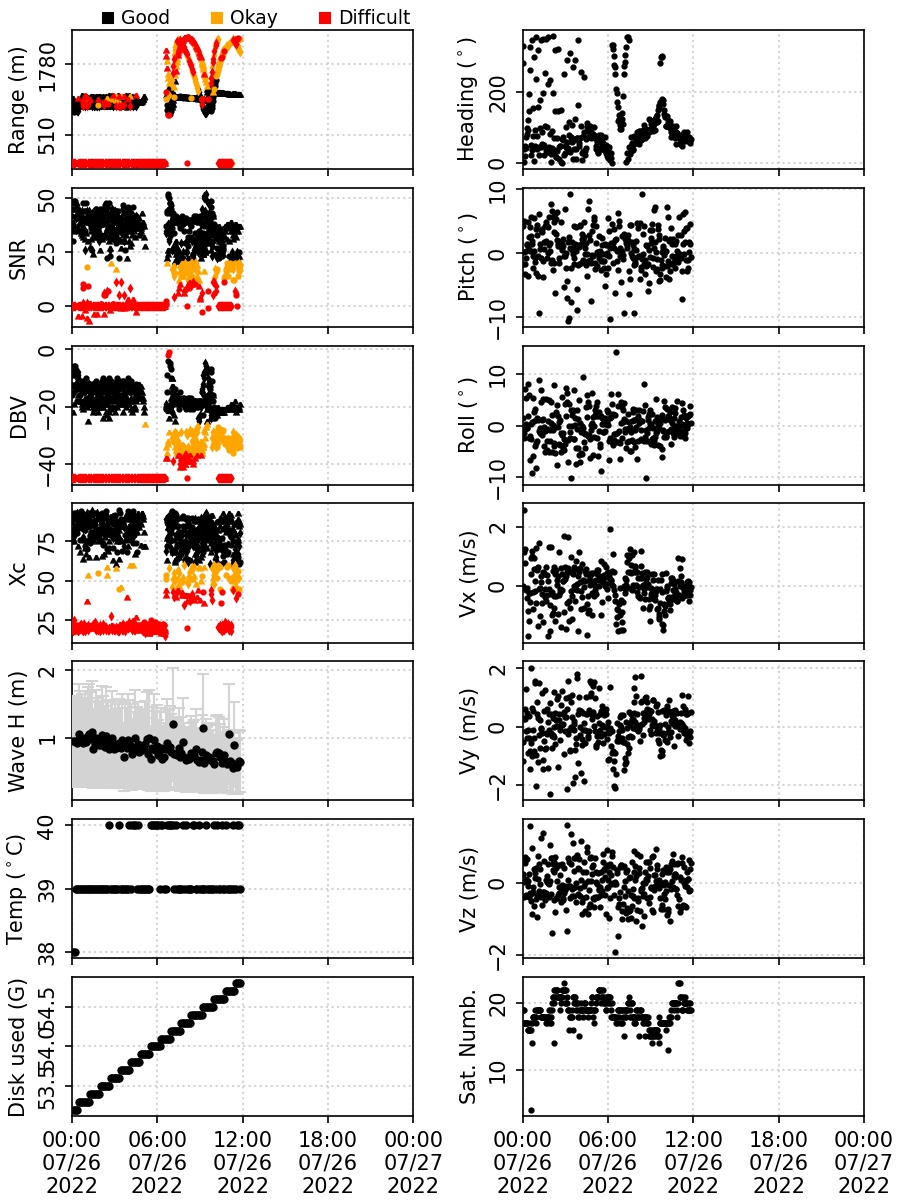 Good Okay Difficult
Range (m)
1780
510
Heading (°)
200
0
SNR
50
25
0
Pitch (°)
10
0
−10
DBV
0
−20
−40
Roll (°)
10
0
−10
Xc
75
50
25
Vx (m/s)
2
0
Wave H (m)
2
1
Vy (m/s)
2
0
−2
Temp (°C)
40
39
38
Vz (m/s)
0
−2
Disk used (G)
54.5
54.0
53.5
Sat. Numb.
20
10
00:00 06:00 12:00 18:00 00:00
07/26 07/26 07/26 07/26 07/27
2022 2022 2022 2022 2022
00:00 06:00 12:00 18:00 00:00
07/26 07/26 07/26 07/26 07/27
2022 2022 2022 2022 2022